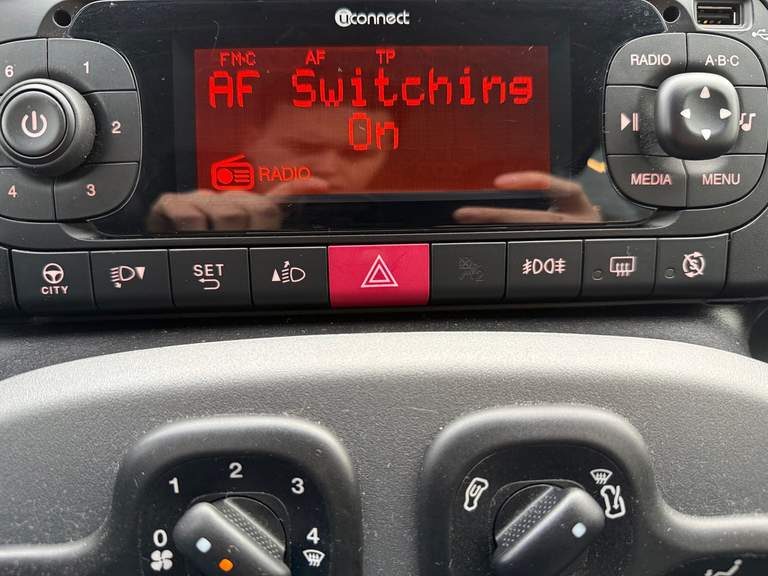 uconnect
FM-C AF TP
AF Switching
On
RADIO
6
1
2
3
4
RADIO
A·B·C
MEDIA
MENU
CITY
SET
0
1
2
3
4